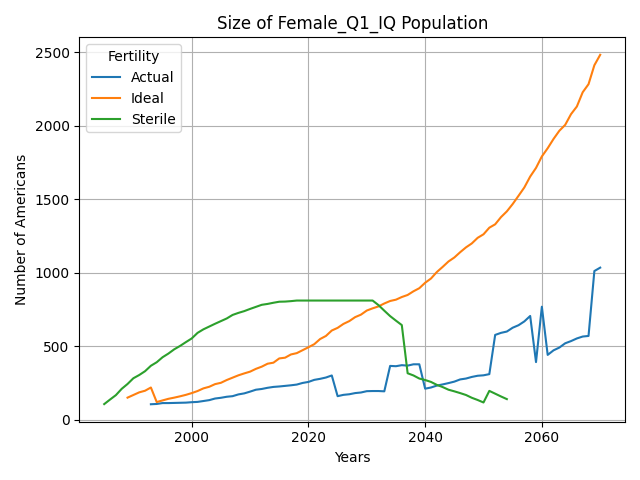 Size of Female_Q1_IQ Population
Fertility
Actual
Ideal
Sterile
Number of Americans
2500
2000
1500
1000
500
0
2000 2020 2040 2060
Years